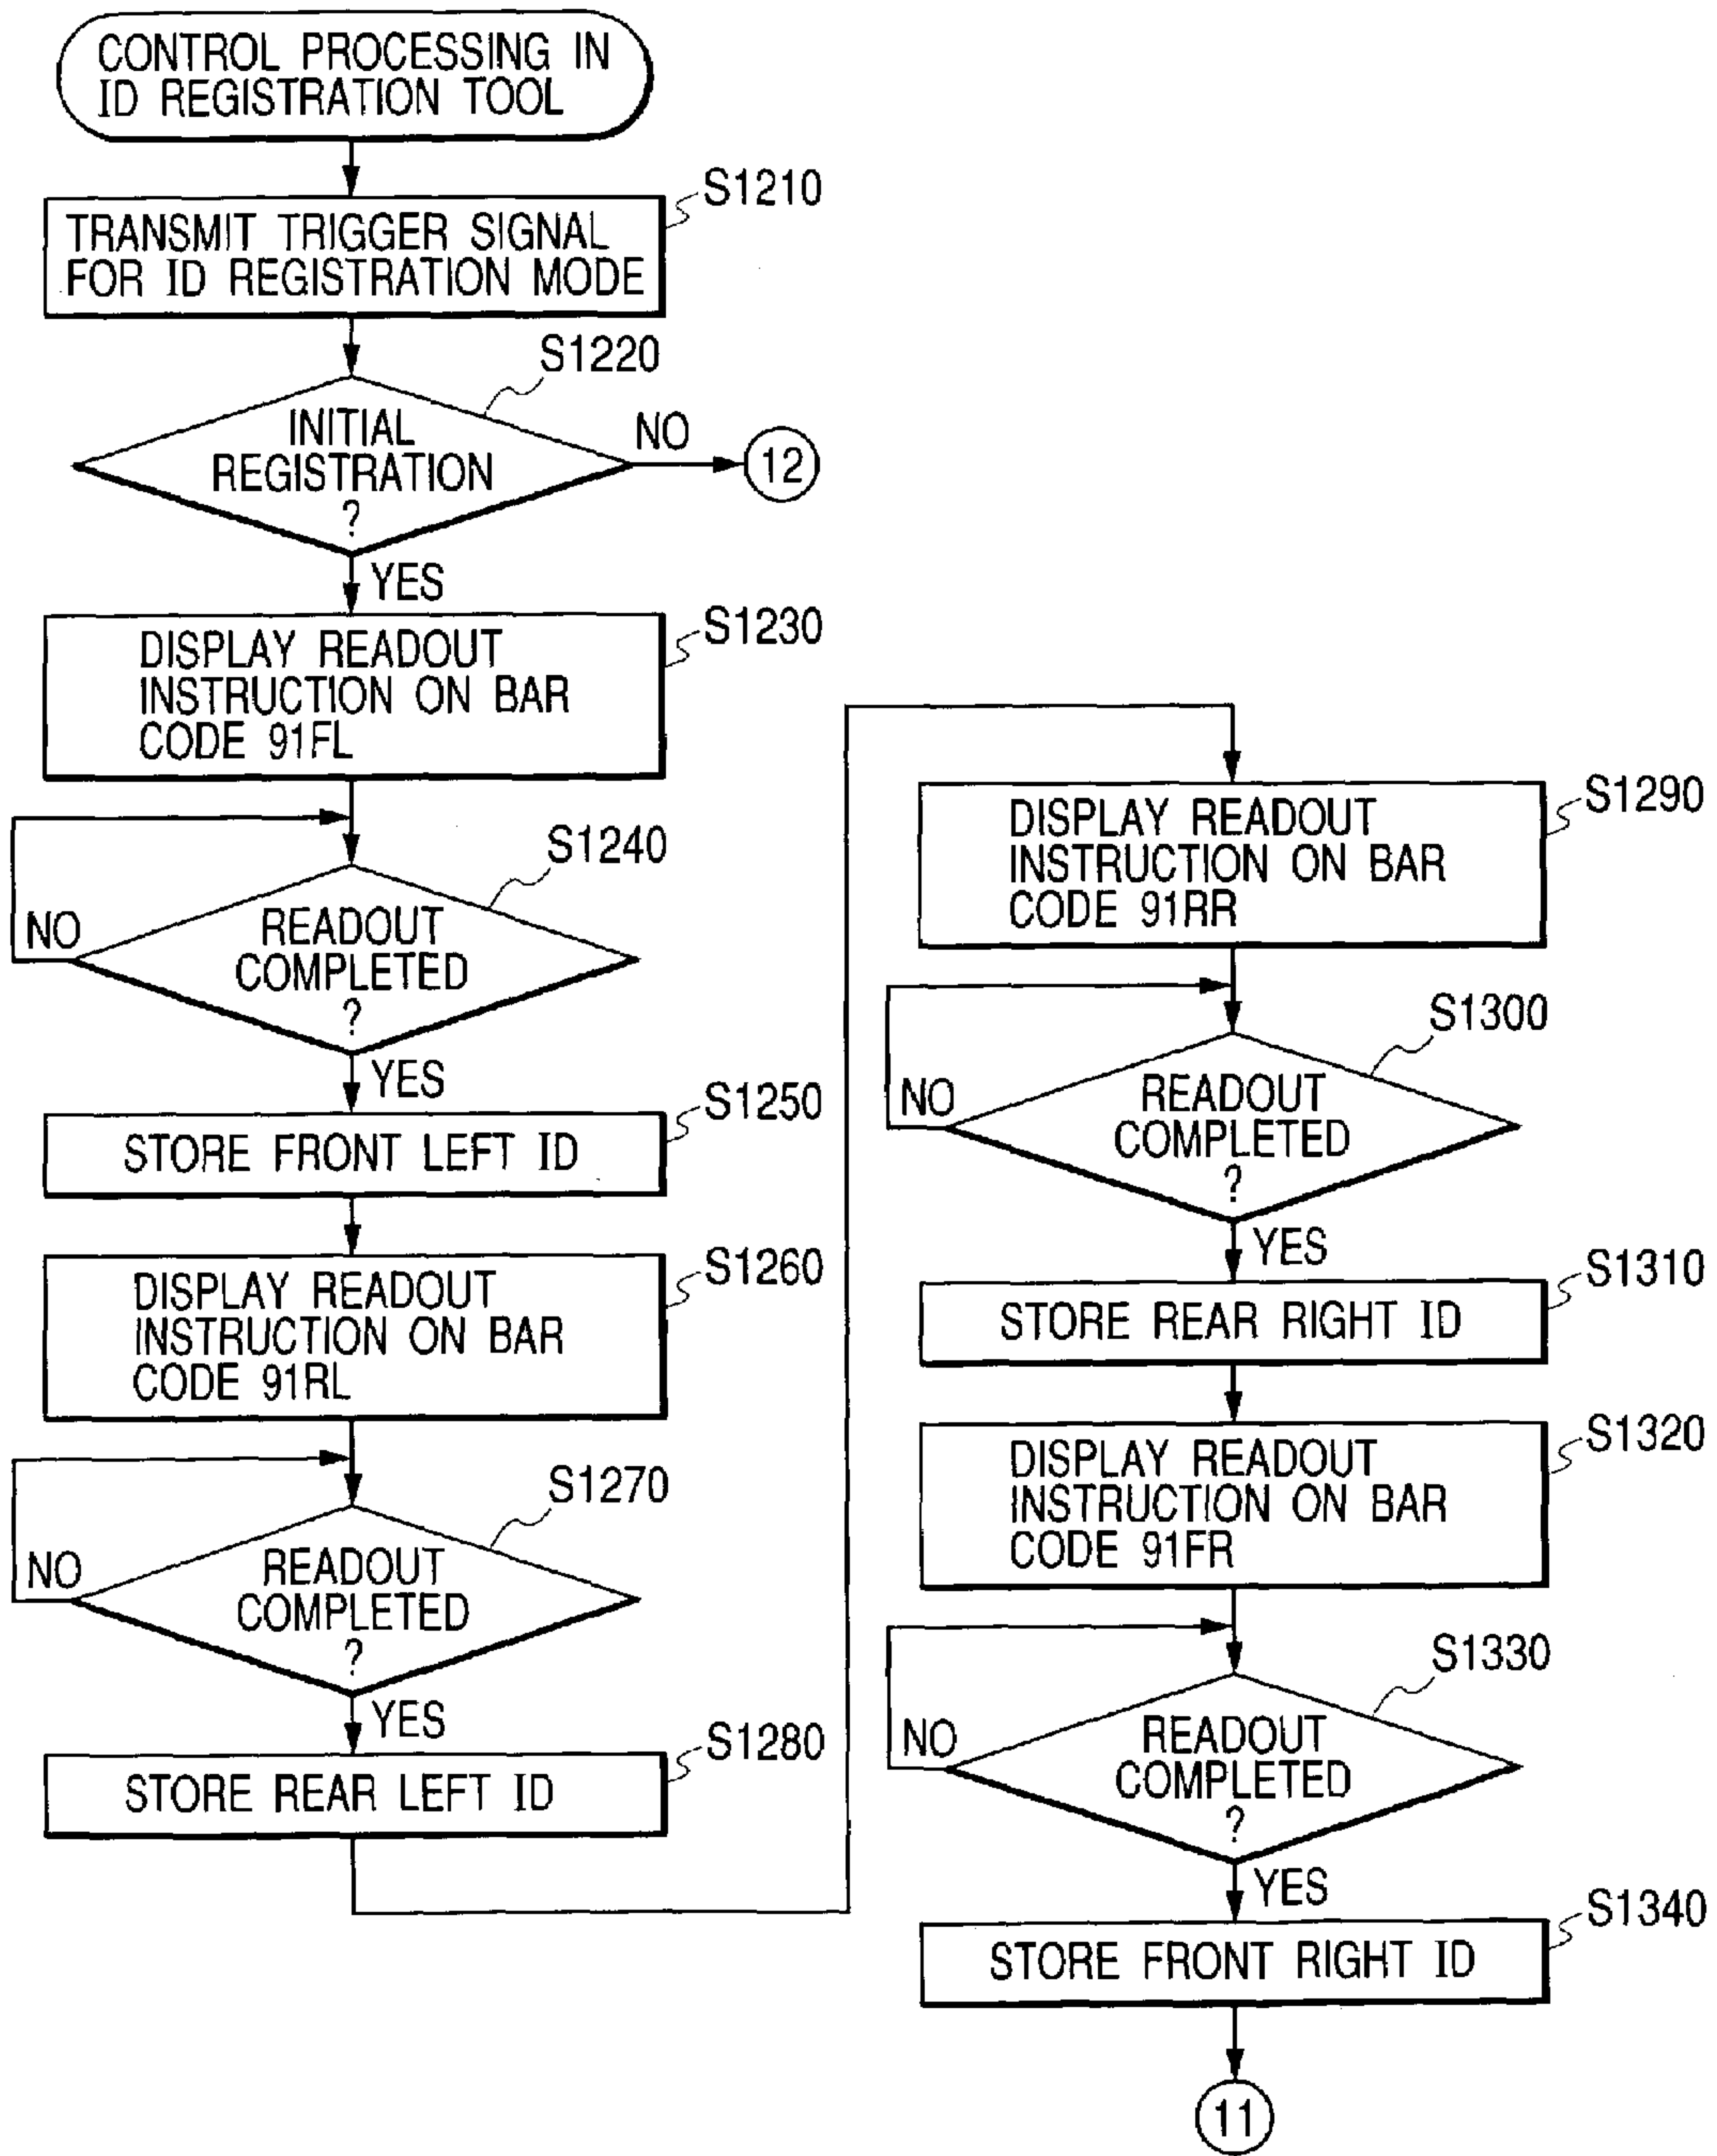 CONTROL PROCESSING IN
ID REGISTRATION TOOL
S1210
TRANSMIT TRIGGER SIGNAL
FOR ID REGISTRATION MODE
S1220
INITIAL
REGISTRATION
?
NO
12
YES
S1230
DISPLAY READOUT
INSTRUCTION ON BAR
CODE 91FL
S1240
NO
READOUT
COMPLETED
?
YES
S1250
STORE FRONT LEFT ID
S1260
DISPLAY READOUT
INSTRUCTION ON BAR
CODE 91RL
S1270
NO
READOUT
COMPLETED
?
YES
S1280
STORE REAR LEFT ID
S1290
DISPLAY READOUT
INSTRUCTION ON BAR
CODE 91RR
S1300
NO
READOUT
COMPLETED
?
YES
S1310
STORE REAR RIGHT ID
S1320
DISPLAY READOUT
INSTRUCTION ON BAR
CODE 91FR
S1330
NO
READOUT
COMPLETED
?
YES
S1340
STORE FRONT RIGHT ID
11